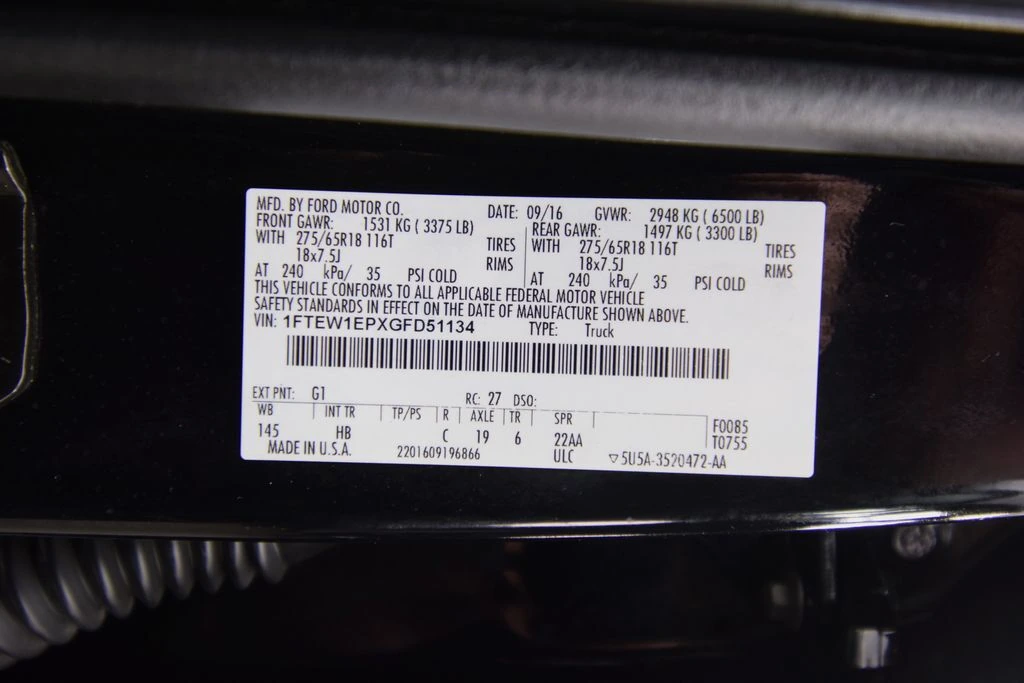 MFD. BY FORD MOTOR CO. DATE: 09/16 GVWR: 2948 KG ( 6500 LB)
FRONT GAWR: 1531 KG ( 3375 LB) REAR GAWR: 1497 KG ( 3300 LB)
WITH 275/65R18 116T TIRES WITH 275/65R18 116T TIRES
18x7.5J RIMS 18x7.5J RIMS
AT 240 kPa/ 35 PSI COLD AT 240 kPa/ 35 PSI COLD
THIS VEHICLE CONFORMS TO ALL APPLICABLE FEDERAL MOTOR VEHICLE
SAFETY STANDARDS IN EFFECT ON THE DATE OF MANUFACTURE SHOWN ABOVE.
VIN: 1FTEW1EPXGFD51134 TYPE: Truck
EXT PNT: G1 RC: 27 DSO:
WB INT TR TP/PS R AXLE TR SPR F0085
145 HB C 19 6 22AA T0755
MADE IN U.S.A. 2201609196866 ULC ▽5U5A-3520472-AA